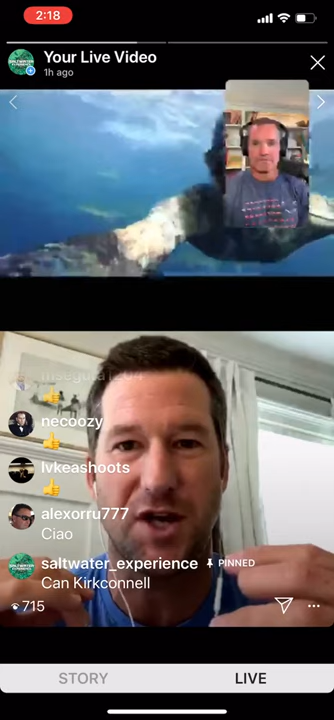 2:18
Your Live Video
1h ago
necoozy
lvkeashoots
alexorru777
Ciao
saltwater_experience PINNED
Can Kirkconnell
715
STORY LIVE